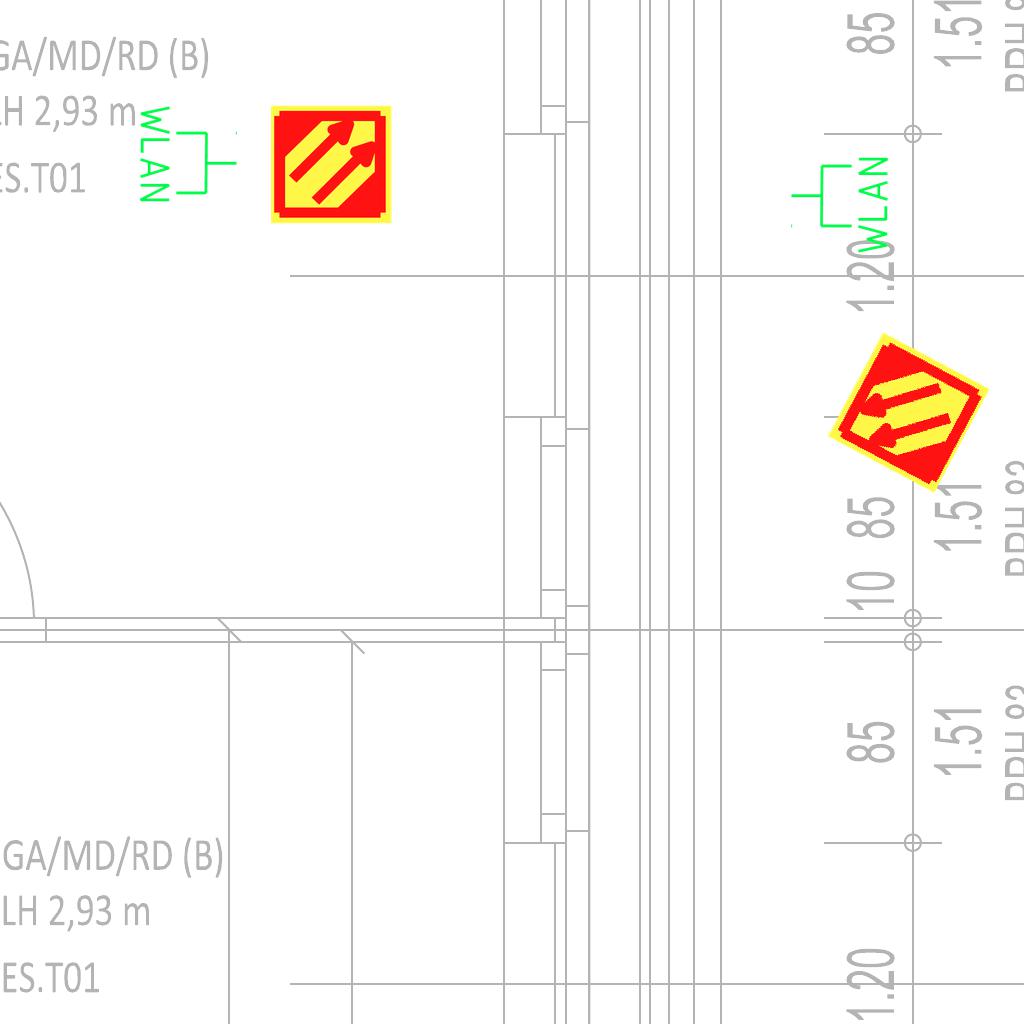 GA/MD/RD (B)
LH 2,93 m
ES.T01
WLAN
WLAN
85
1.51
1.20
85
1.51
10
85
1.51
1.20
GA/MD/RD (B)
LH 2,93 m
ES.T01